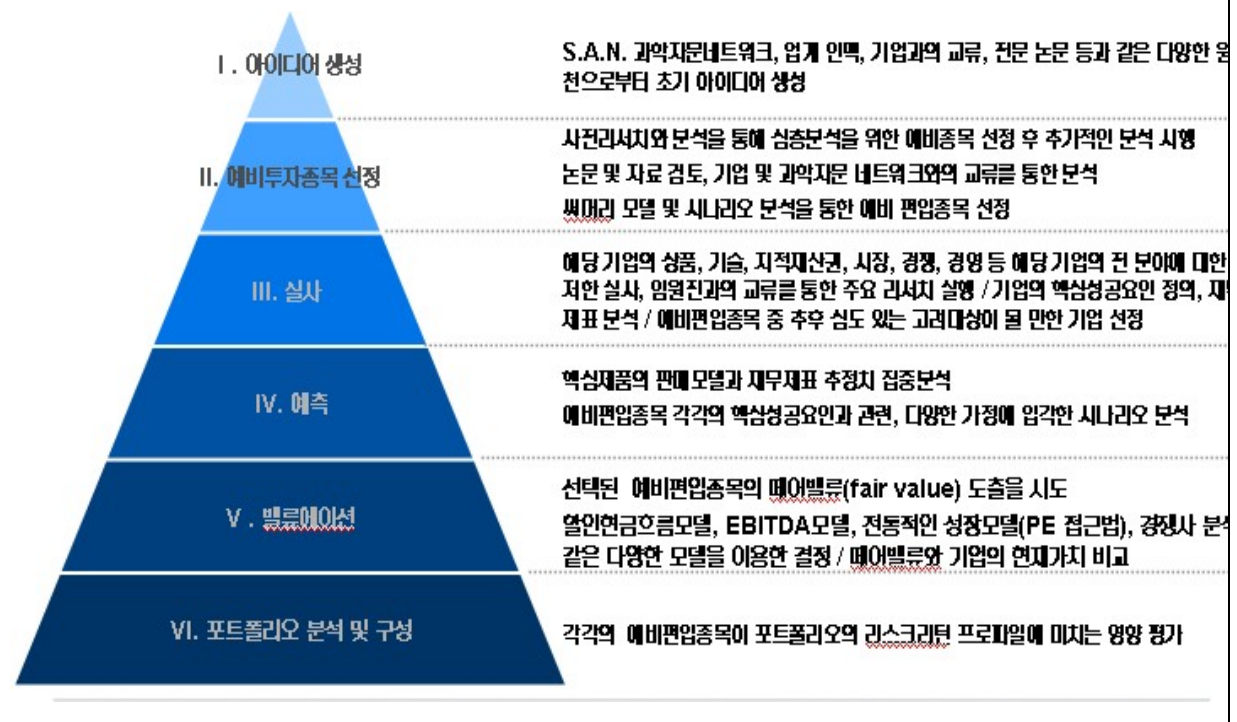 I . 아이디어 생성
S.A.N. 과학자문네트워크, 업계 인맥, 기업과의 교류, 전문 논문 등과 같은 다양한 원
천으로부터 초기 아이디어 생성
II. 예비투자종목 선정
사전리서치와 분석을 통해 심층분석을 위한 예비종목 선정 후 추가적인 분석 시행
논문 및 자료 검토, 기업 및 과학자문 네트워크와의 교류를 통한 분석
써머리 모델 및 시나리오 분석을 통한 예비 편입종목 선정
III. 실사
해당 기업의 상품, 기술, 지적재산권, 시장, 경쟁, 경영 등 해당 기업의 전 분야에 대한
저한 실사, 임원진과의 교류를 통한 주요 리서치 실행 / 기업의 핵심성공요인 정의,
제표 분석 / 예비편입종목 중 추후 심도 있는 고려대상이 될 만한 기업 선정
IV. 예측
핵심제품의 판매모델과 재무제표 추정치 집중분석
예비편입종목 각각의 핵심성공요인과 관련, 다양한 가정에 입각한 시나리오 분석
V . 밸류에이션
선택된 예비편입종목의 페어밸류(fair value) 도출을 시도
할인현금흐름모델, EBITDA모델, 전통적인 성장모델(PE 접근법), 경쟁사 분석
같은 다양한 모델을 이용한 결정 / 페어밸류와 기업의 현재가치 비교
VI. 포트폴리오 분석 및 구성
각각의 예비편입종목이 포트폴리오의 리스크리턴 프로파일에 미치는 영향 평가